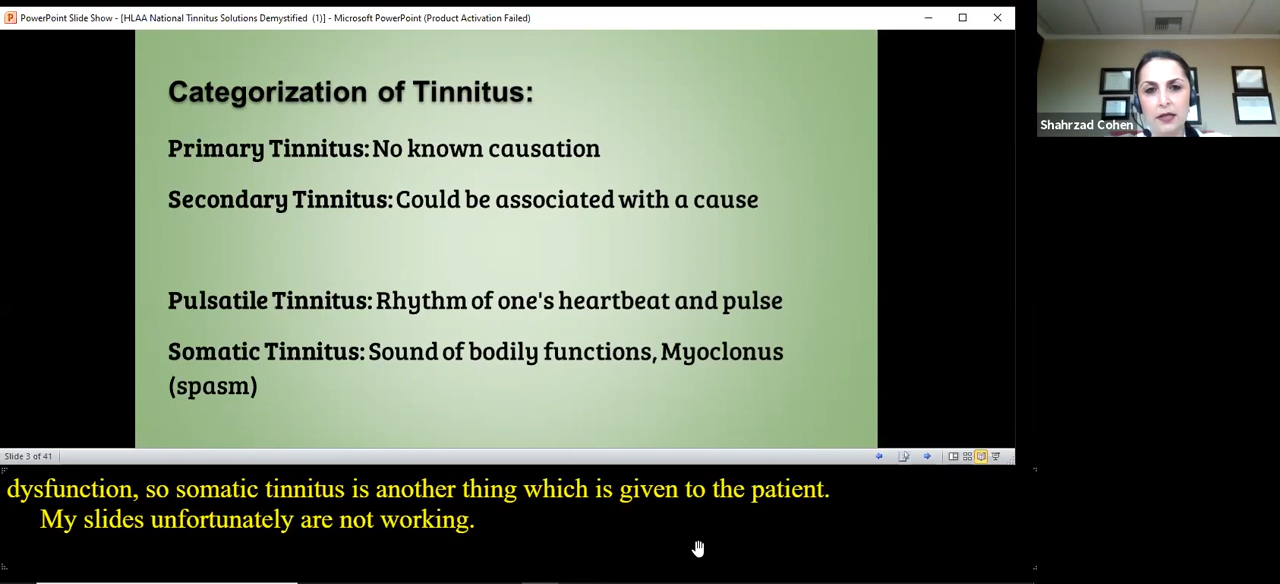 PowerPoint Slide Show - [HLAA National Tinnitus Solutions Demystified (1)] - Microsoft PowerPoint (Product Activation Failed)
Categorization of Tinnitus:
Primary Tinnitus: No known causation
Secondary Tinnitus: Could be associated with a cause
Pulsatile Tinnitus: Rhythm of one's heartbeat and pulse
Somatic Tinnitus: Sound of bodily functions, Myoclonus
(spasm)
Shahrzad Cohen
Slide 3 of 41
dysfunction, so somatic tinnitus is another thing which is given to the patient.
My slides unfortunately are not working.